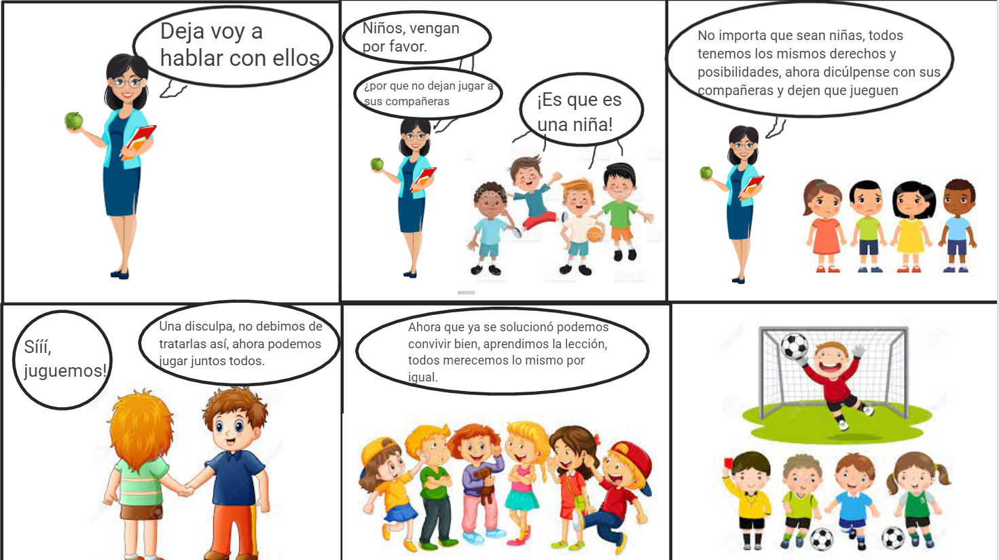 Deja voy a
hablar con ellos
Niños, vengan
por favor.
¿por que no dejan jugar a
sus compañeras
¡Es que es
una niña!
No importa que sean niñas, todos
tenemos los mismos derechos y
posibilidades, ahora dicúlpense con sus
compañeras y dejen que jueguen
Sííí,
juguemos!
Una disculpa, no debimos de
tratarlas así, ahora podemos
jugar juntos todos.
Ahora que ya se solucionó podemos
convivir bien, aprendimos la lección,
todos merecemos lo mismo por
igual.